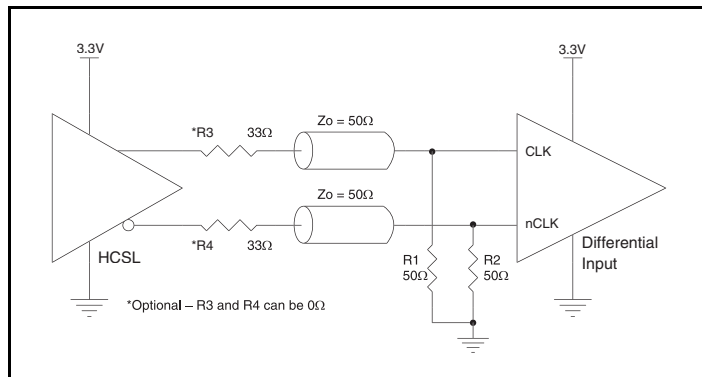 3.3V
3.3V
*R3 33Ω
Zo = 50Ω
CLK
Zo = 50Ω
*R4 33Ω
nCLK
HCSL
R1
50Ω
R2
50Ω
Differential
Input
*Optional – R3 and R4 can be 0Ω